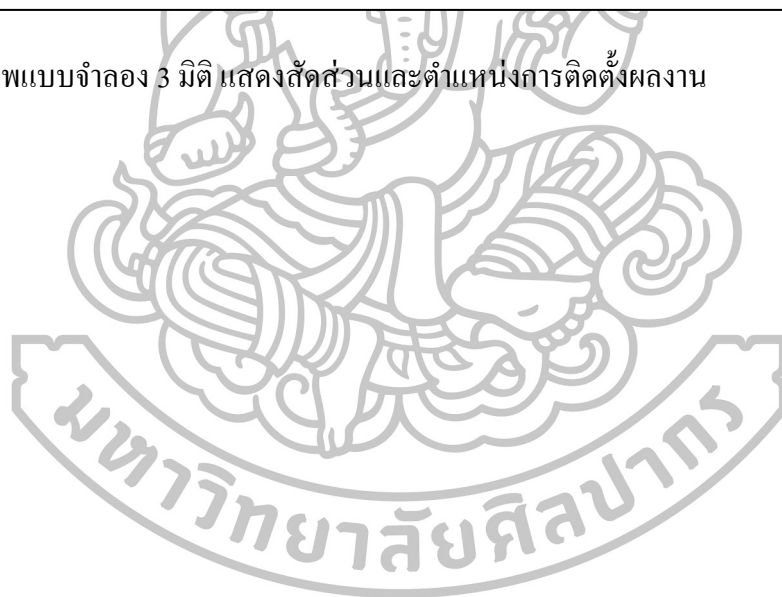 พแบบจำลอง 3 มิติ แสดงสัดส่วนและตำแหน่งการติดตั้งผลงาน
มหาวิทยาลัยศิลปากร